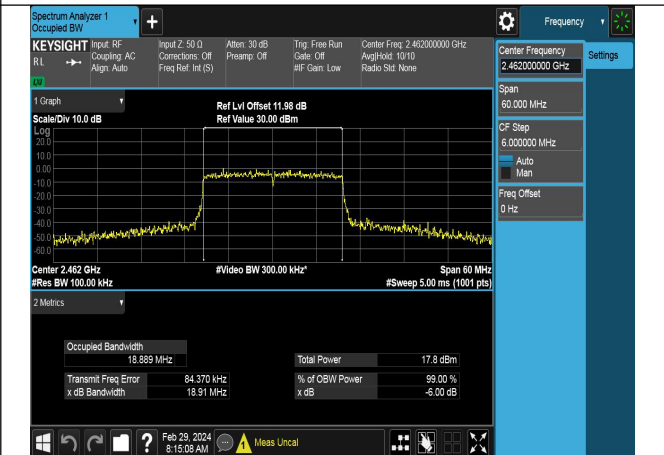 Spectrum Analyzer 1
Occupied BW
+
Frequency
KEYSIGHT Input: RF Input Z: 50 Ω Atten: 30 dB Trig: Free Run Center Freq: 2.462000000 GHz
RL Coupling: AC Corrections: Off Preamp: Off Gate: Off Avg|Hold: 10/10
Align: Auto Freq Ref: Int (S) #IF Gain: Low Radio Std: None
Center Frequency
2.462000000 GHz
Settings
Span
60.000 MHz
CF Step
6.000000 MHz
Auto
Man
Freq Offset
0 Hz
1 Graph
Ref Lvl Offset 11.98 dB
Scale/Div 10.0 dB Ref Value 30.00 dBm
Log
20.0
10.0
0.00
-10.0
-20.0
-30.0
-40.0
-50.0
-60.0
Center 2.462 GHz #Video BW 300.00 kHz* Span 60 MHz
#Res BW 100.00 kHz #Sweep 5.00 ms (1001 pts)
2 Metrics
Occupied Bandwidth
18.889 MHz Total Power 17.8 dBm
Transmit Freq Error 84.370 kHz % of OBW Power 99.00 %
x dB Bandwidth 18.91 MHz x dB -6.00 dB
? Feb 29, 2024
8:15:08 AM
1 Meas Uncal